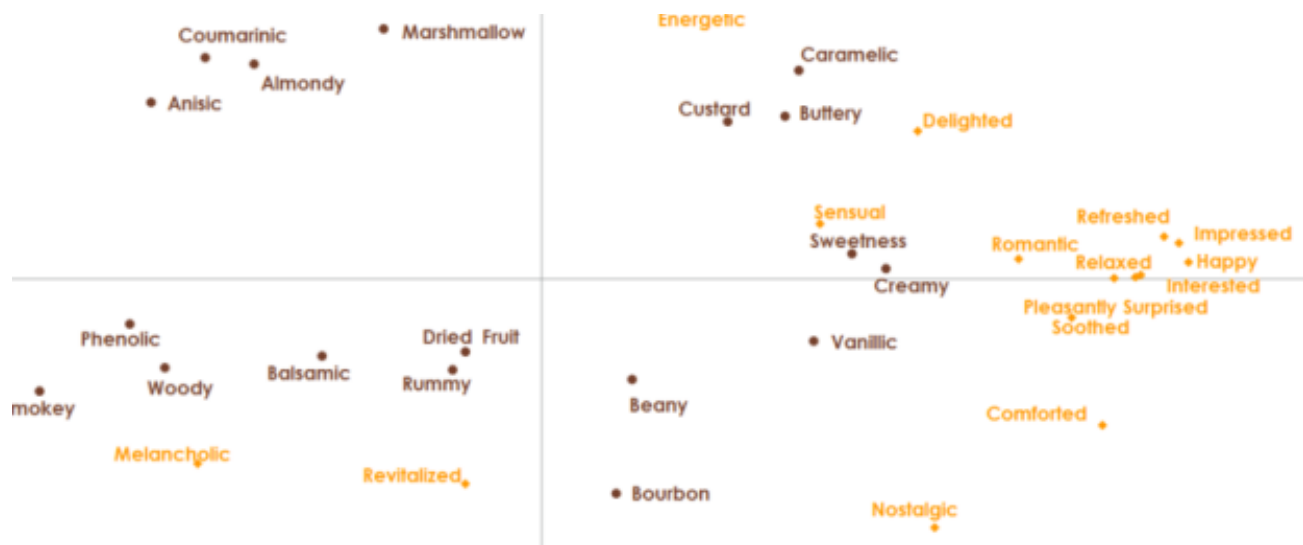 Energetic
Marshmallow
Coumarinic
Caramelic
Almondy
Anisic
Custard
Buttery
Delighted
Sensual
Refreshed
Impressed
Sweetness
Romantic
Relaxed
Happy
Creamy
Interested
Pleasantly Surprised
Soothed
Phenolic
Dried Fruit
Vanillic
Balsamic
Rummy
Woody
mokey
Beany
Comforted
Melancholic
Revitalized
Bourbon
Nostalgic